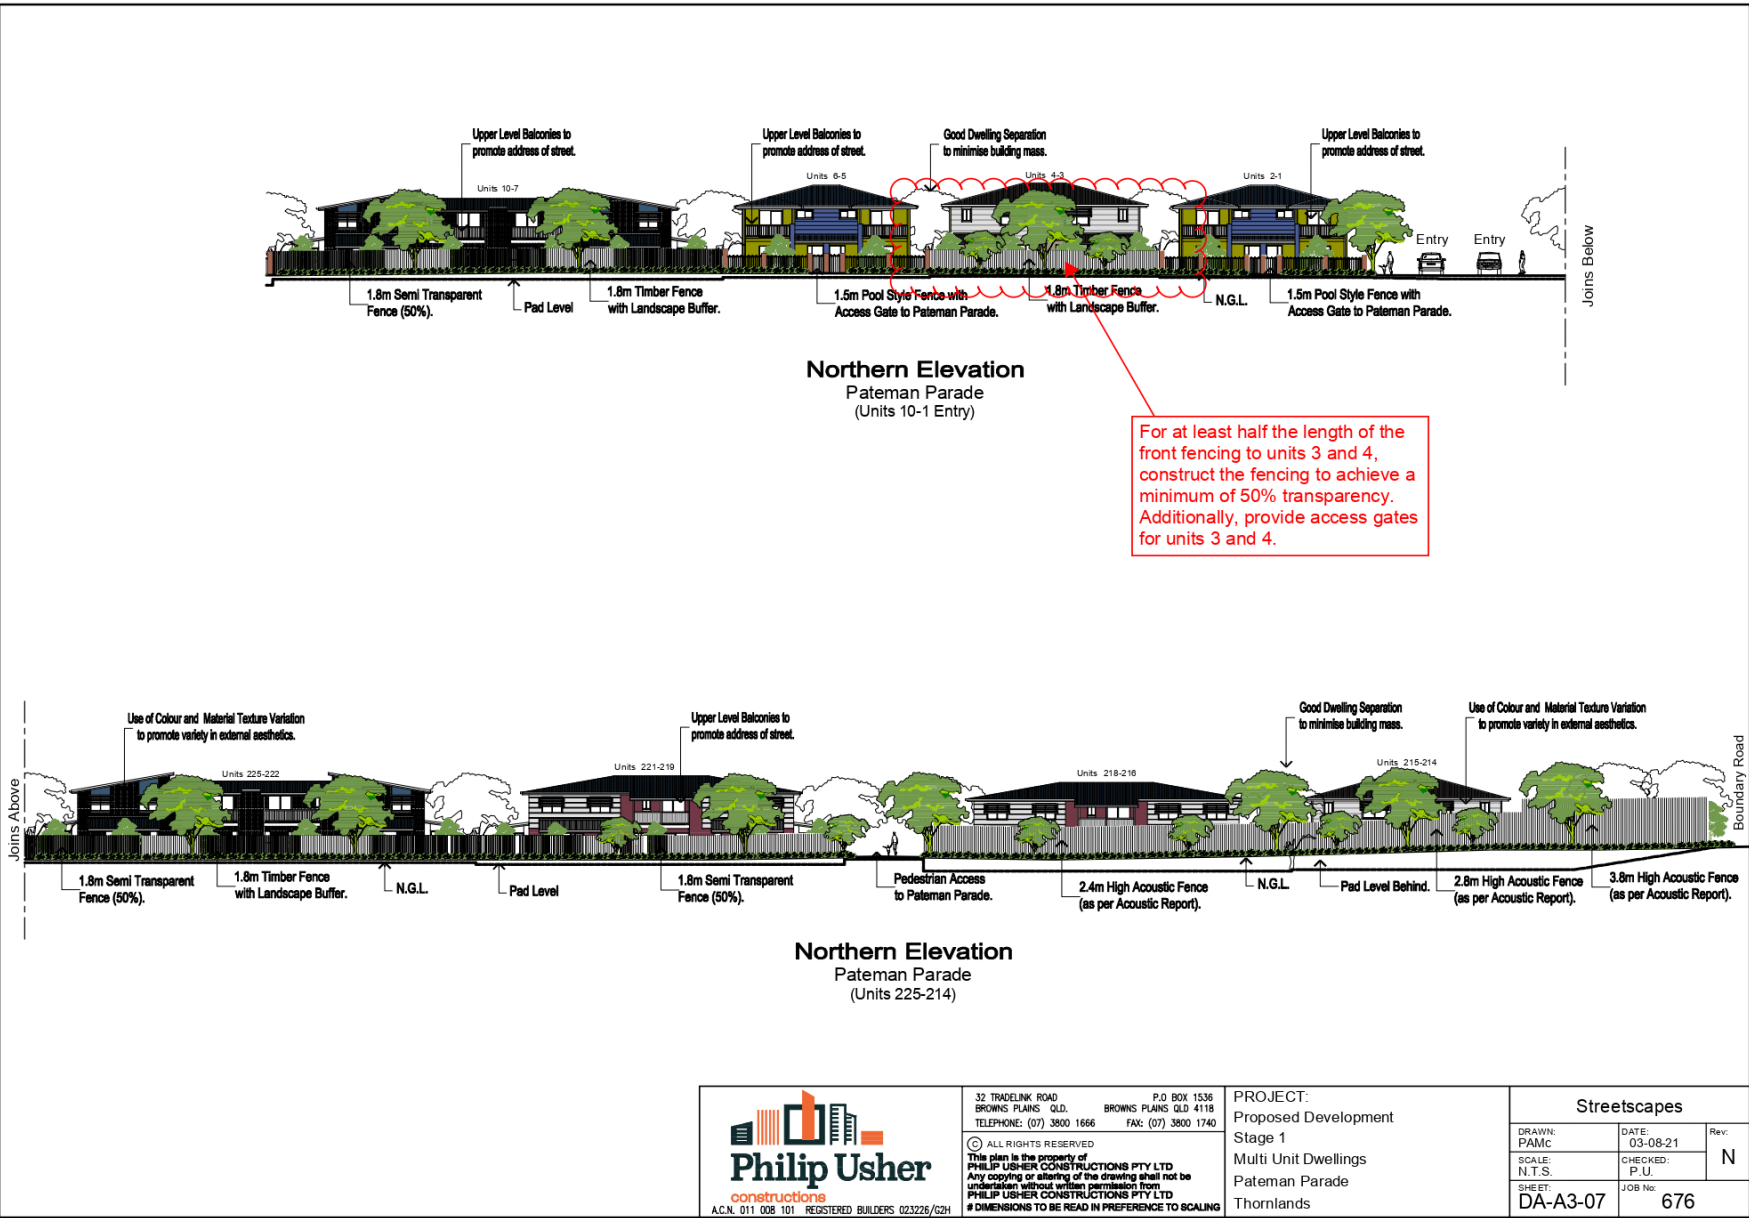 Upper Level Balconies to
promote address of street.
Upper Level Balconies to
promote address of street.
Good Dwelling Separation
to minimise building mass.
Upper Level Balconies to
promote address of street.
Units 10-7
Units 6-5
Units 4-3
Units 2-1
Entry
Entry
Joins Below
1.8m Semi Transparent
Fence (50%).
Pad Level
1.8m Timber Fence
with Landscape Buffer.
1.5m Pool Style Fence with
Access Gate to Pateman Parade.
1.8m Timber Fence
with Landscape Buffer.
N.G.L.
1.5m Pool Style Fence with
Access Gate to Pateman Parade.
Northern Elevation
Pateman Parade
(Units 10-1 Entry)
For at least half the length of the
front fencing to units 3 and 4,
construct the fencing to achieve a
minimum of 50% transparency.
Additionally, provide access gates
for units 3 and 4.
Use of Colour and Material Texture Variation
to promote variety in external aesthetics.
Upper Level Balconies to
promote address of street.
Good Dwelling Separation
to minimise building mass.
Use of Colour and Material Texture Variation
to promote variety in external aesthetics.
Units 225-222
Units 221-219
Units 218-216
Units 215-214
Joins Above
Boundary Road
1.8m Semi Transparent
Fence (50%).
1.8m Timber Fence
with Landscape Buffer.
N.G.L.
Pad Level
1.8m Semi Transparent
Fence (50%).
Pedestrian Access
to Pateman Parade.
2.4m High Acoustic Fence
(as per Acoustic Report).
N.G.L.
Pad Level Behind.
2.8m High Acoustic Fence
(as per Acoustic Report).
3.8m High Acoustic Fence
(as per Acoustic Report).
Northern Elevation
Pateman Parade
(Units 225-214)
Philip Usher
constructions
A.C.N. 011 008 101 REGISTERED BUILDERS 023226/G2H
32 TRADELINK ROAD P.O BOX 1536
BROWNS PLAINS QLD. BROWNS PLAINS QLD 4118
TELEPHONE: (07) 3800 1666 FAX: (07) 3800 1740
© ALL RIGHTS RESERVED
This plan is the property of
PHILIP USHER CONSTRUCTIONS PTY LTD
Any copying or altering of the drawing shall not be
undertaken without written permission from
PHILIP USHER CONSTRUCTIONS PTY LTD
# DIMENSIONS TO BE READ IN PREFERENCE TO SCALING
PROJECT:
Proposed Development
Stage 1
Multi Unit Dwellings
Pateman Parade
Thornlands
Streetscapes
DRAWN:
PAMc
DATE:
03-08-21
Rev:
N
SCALE:
N.T.S.
CHECKED:
P.U.
SHEET:
DA-A3-07
JOB No:
676